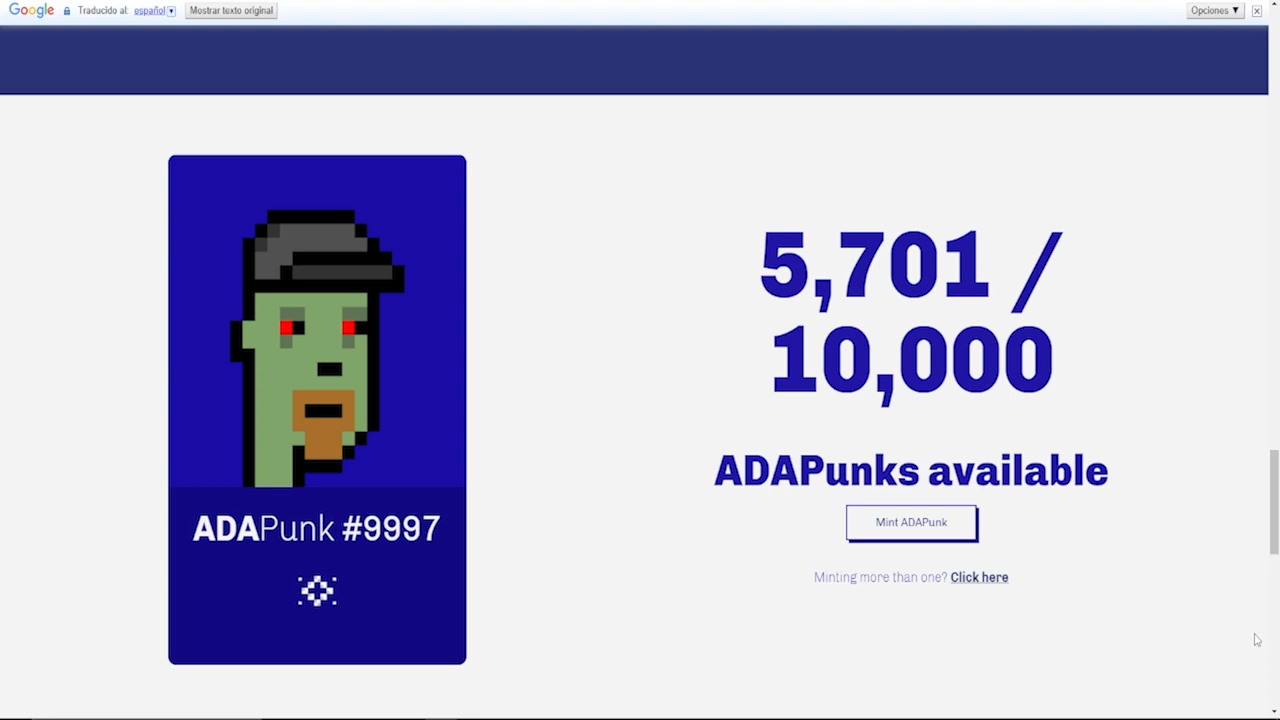 Google Traducido al: español Mostrar texto original Opciones ▼
5,701 /
10,000
ADAPunks available
Mint ADAPunk
Minting more than one? Click here
ADAPunk #9997